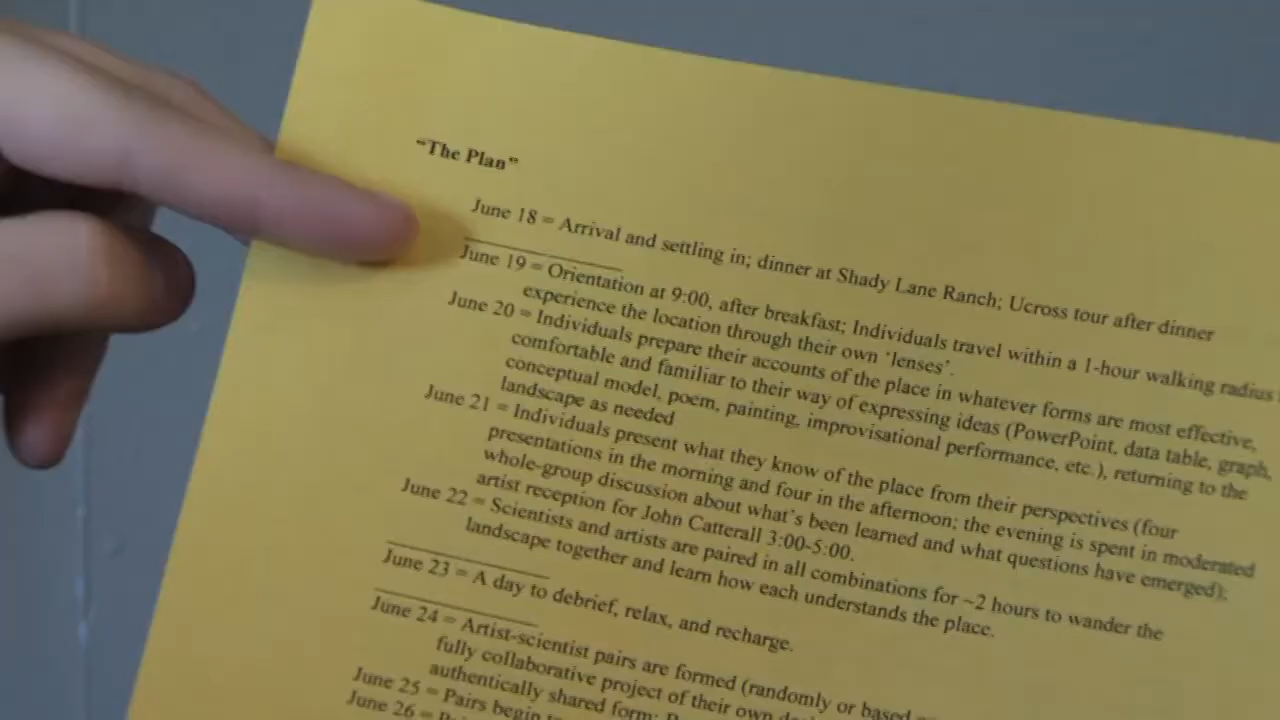 “The Plan”
June 18 = Arrival and settling in; dinner at Shady Lane Ranch; Ucross tour after dinner
June 19 = Orientation at 9:00, after breakfast; Individuals travel within a 1-hour walking radius
experience the location through their own ‘lenses’.
June 20 = Individuals prepare their accounts of the place in whatever forms are most effective,
comfortable and familiar to their way of expressing ideas (PowerPoint, data table, graph,
conceptual model, poem, painting, improvisational performance, etc.), returning to the
landscape as needed
June 21 = Individuals present what they know of the place from their perspectives (four
presentations in the morning and four in the afternoon; the evening is spent in moderated
whole-group discussion about what’s been learned and what questions have emerged);
artist reception for John Catterall 3:00-5:00.
June 22 = Scientists and artists are paired in all combinations for ~2 hours to wander the
landscape together and learn how each understands the place.
June 23 = A day to debrief, relax, and recharge.
June 24 = Artist-scientist pairs are formed (randomly or based
fully collaborative project of their own
authentically shared form;
June 25 = Pairs begin
June 26 =